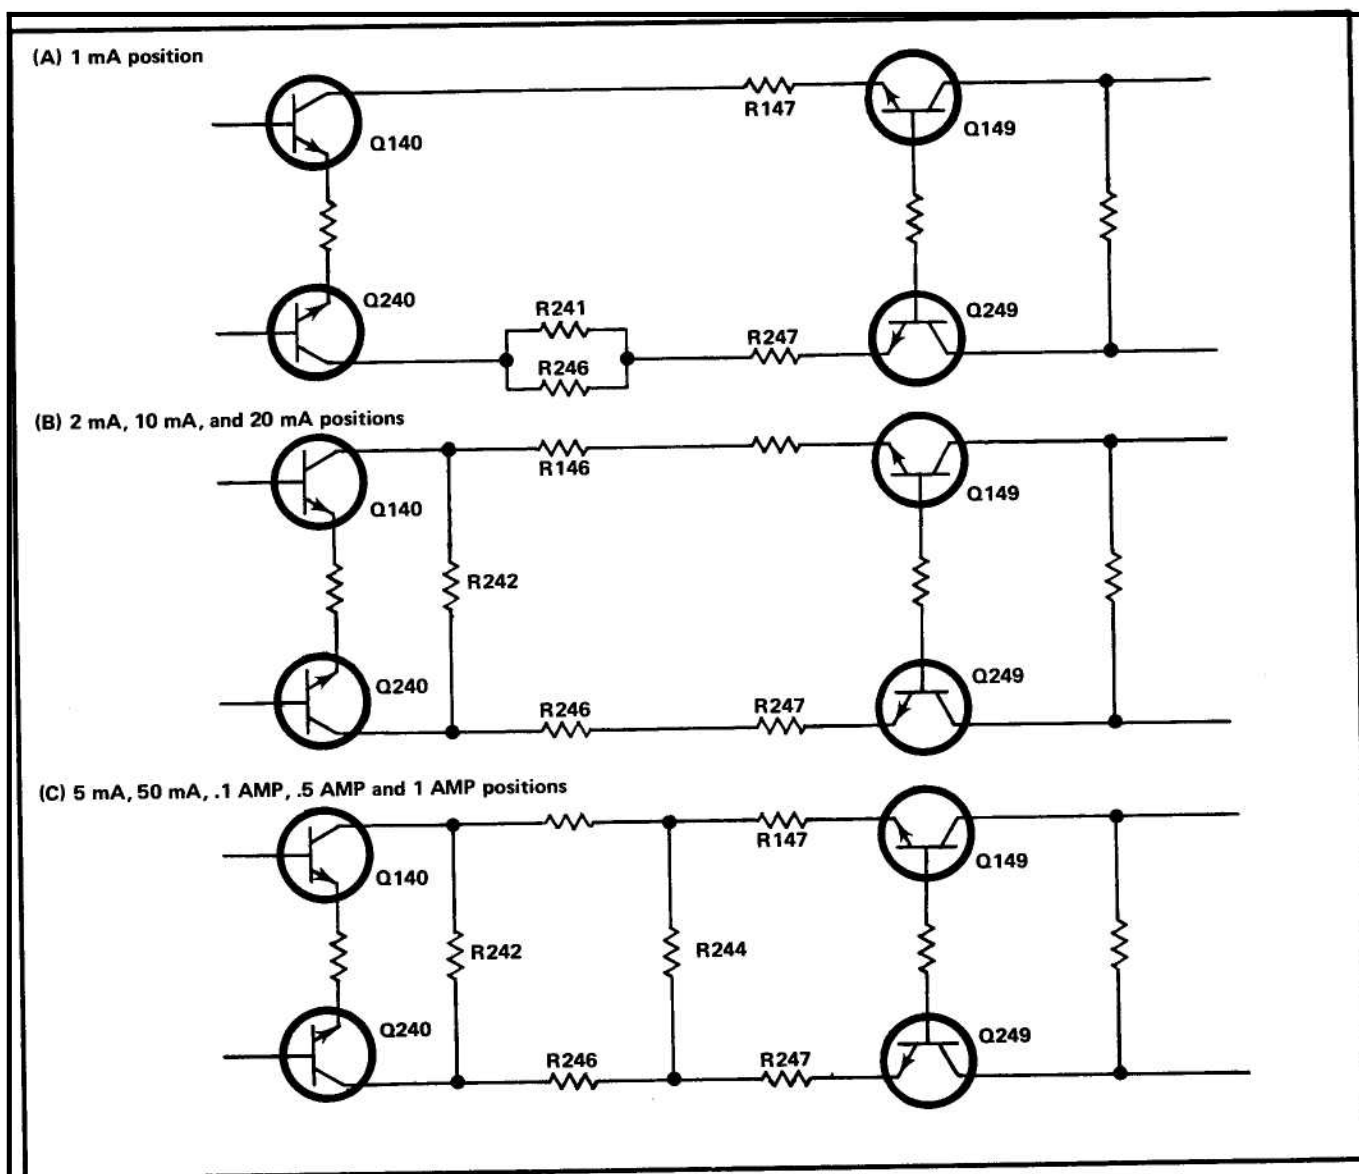 (A) 1 mA position
R147
Q140
Q149
Q240
R241
Q249
R247
R246
(B) 2 mA, 10 mA, and 20 mA positions
R146
Q149
Q140
R242
Q240
Q249
R246
R247
(C) 5 mA, 50 mA, .1 AMP, .5 AMP and 1 AMP positions
R147
Q149
Q140
R242
R244
Q240
Q249
R246
R247